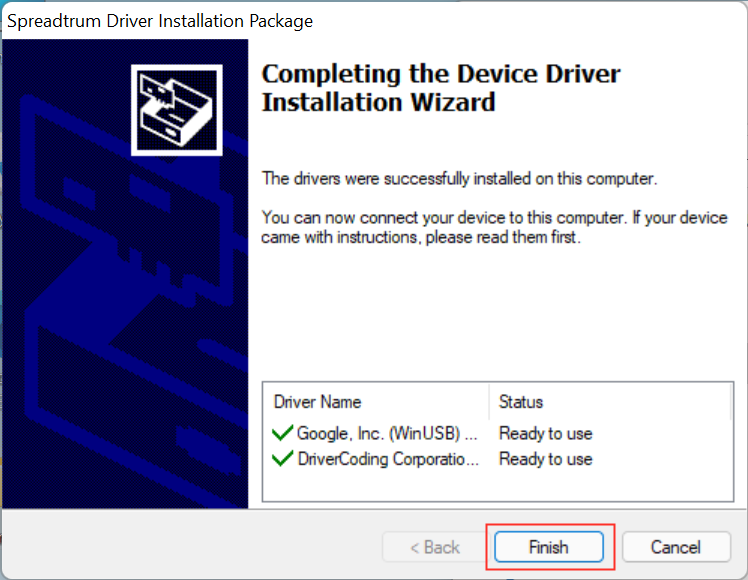 Spreadtrum Driver Installation Package
Completing the Device Driver
Installation Wizard
The drivers were successfully installed on this computer.
You can now connect your device to this computer. If your device
came with instructions, please read them first.
Driver Name Status
Google, Inc. (WinUSB) ... Ready to use
DriverCoding Corporatio... Ready to use
< Back Finish Cancel